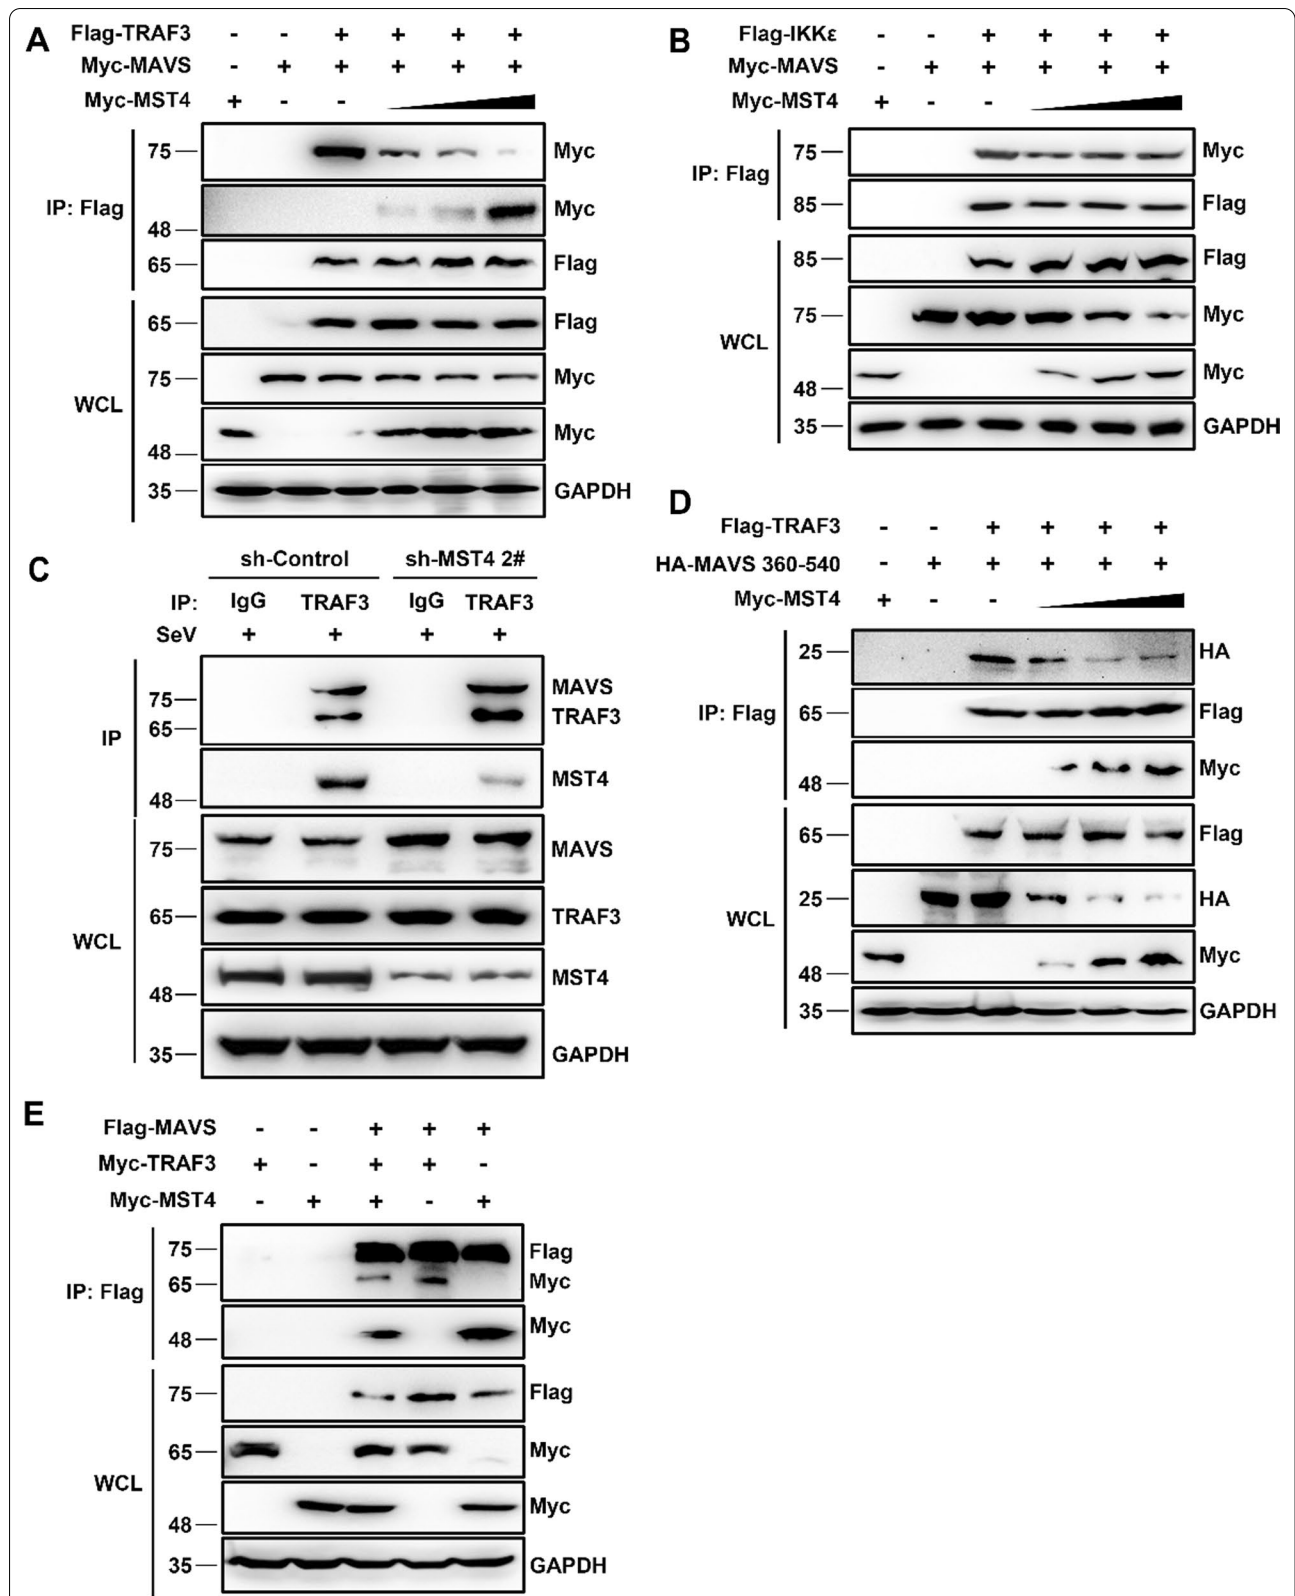 A
Flag-TRAF3 - - + + + +
Myc-MAVS - + + + + +
Myc-MST4 + - -
IP: Flag
75 Myc
48 Myc
65 Flag
WCL
65 Flag
75 Myc
48 Myc
35 GAPDH
B
Flag-IKKε - - + + + +
Myc-MAVS - + + + + +
Myc-MST4 + - -
IP: Flag
75 Myc
85 Flag
WCL
85 Flag
75 Myc
48 Myc
35 GAPDH
C
sh-Control sh-MST4 2#
IP: IgG TRAF3 IgG TRAF3
SeV + + + +
IP
75 MAVS
65 TRAF3
48 MST4
WCL
75 MAVS
65 TRAF3
48 MST4
35 GAPDH
D
Flag-TRAF3 - - + + + +
HA-MAVS 360-540 - + + + + +
Myc-MST4 + - -
IP: Flag
25 HA
65 Flag
48 Myc
WCL
65 Flag
25 HA
48 Myc
35 GAPDH
E
Flag-MAVS - - + + +
Myc-TRAF3 + - + + -
Myc-MST4 - + + - +
IP: Flag
75 Flag
65 Myc
48 Myc
WCL
75 Flag
65 Myc
48 Myc
35 GAPDH